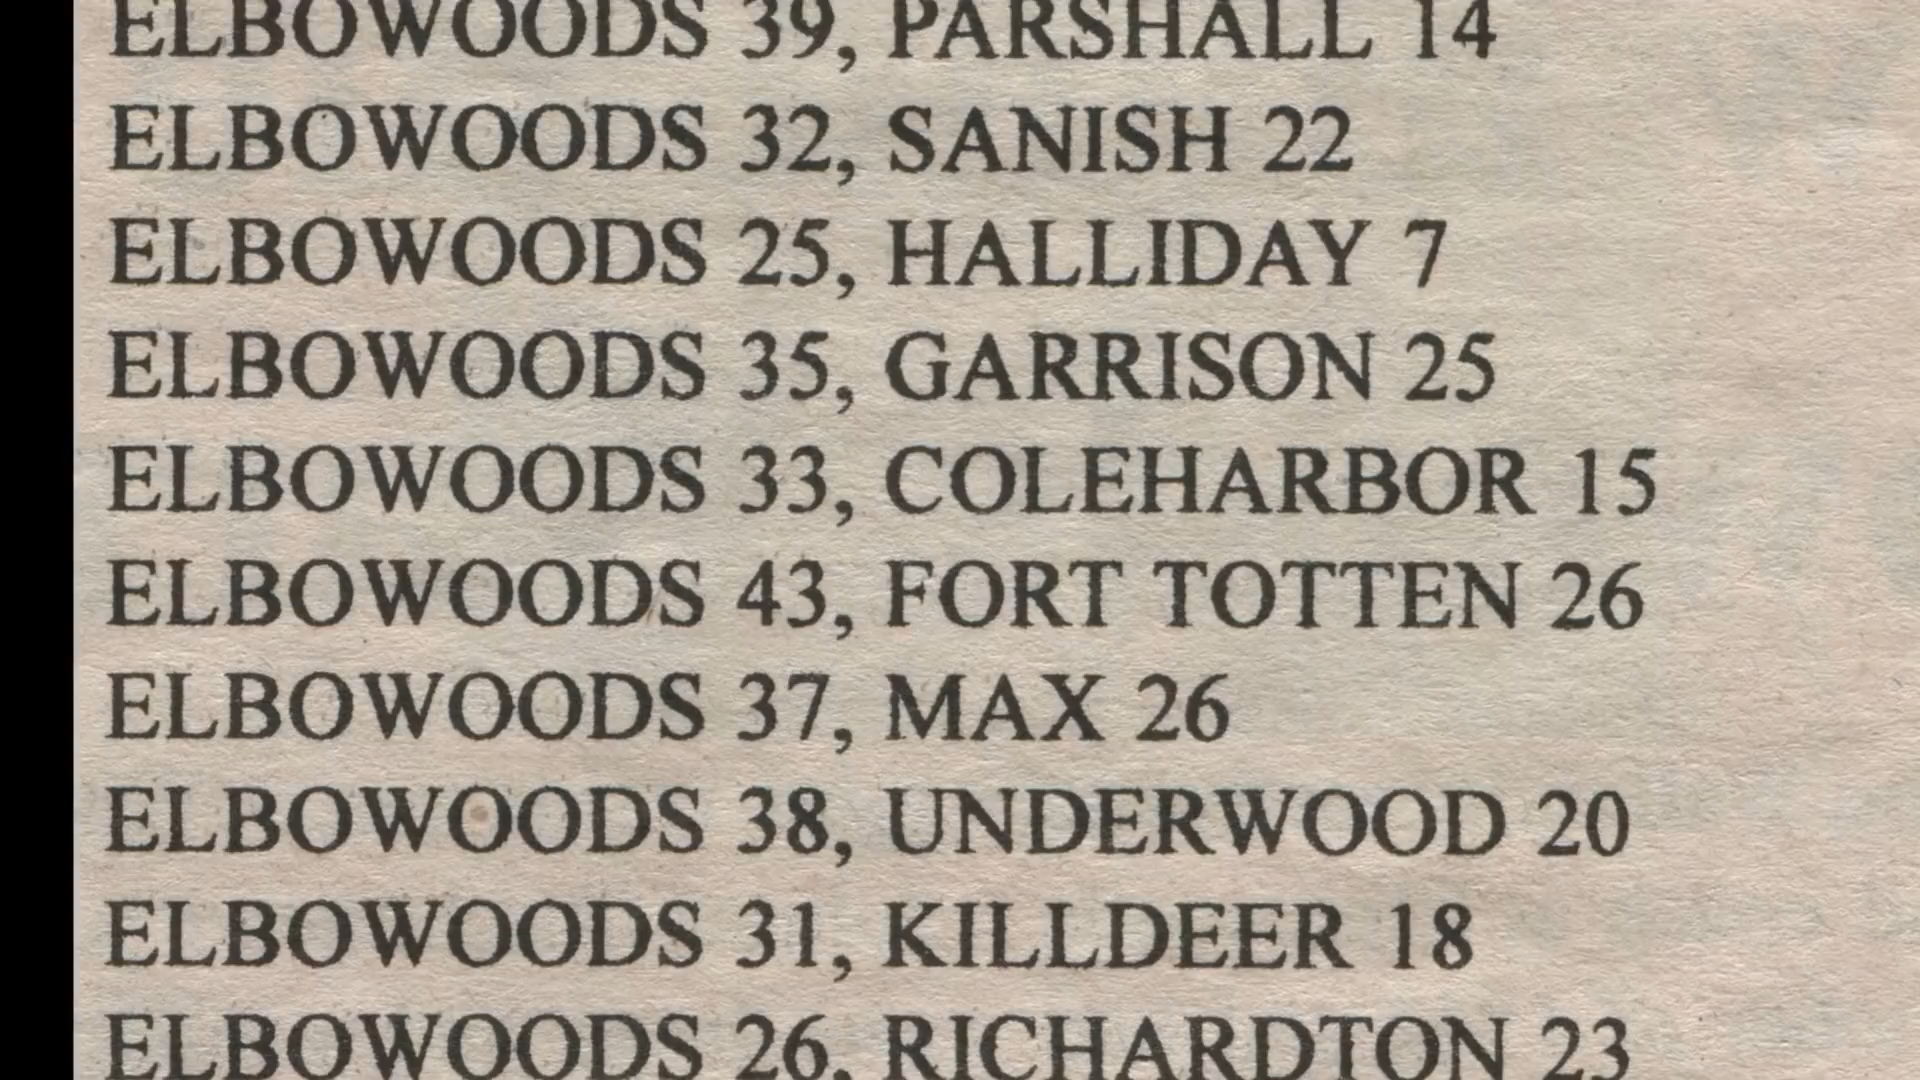 ELBOWOODS 39, PARSHALL 14
ELBOWOODS 32, SANISH 22
ELBOWOODS 25, HALLIDAY 7
ELBOWOODS 35, GARRISON 25
ELBOWOODS 33, COLEHARBOR 15
ELBOWOODS 43, FORT TOTTEN 26
ELBOWOODS 37, MAX 26
ELBOWOODS 38, UNDERWOOD 20
ELBOWOODS 31, KILLDEER 18
ELBOWOODS 26, RICHARDTON 23